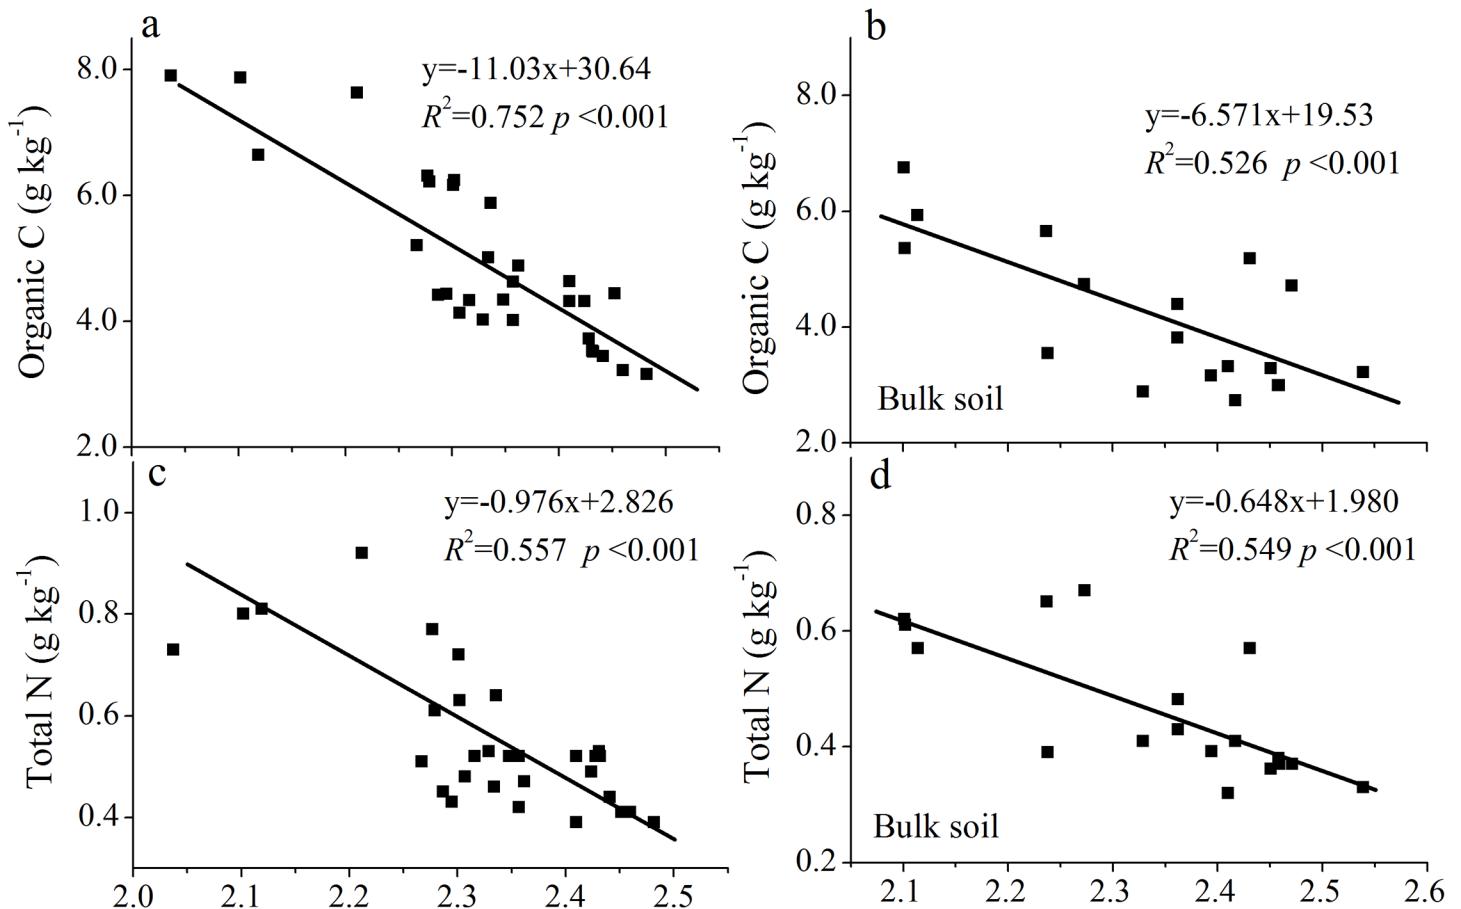 a
y=-11.03x+30.64
R²=0.752 p <0.001
Organic C (g kg⁻¹)
8.0
6.0
4.0
2.0
b
y=-6.571x+19.53
R²=0.526 p <0.001
Organic C (g kg⁻¹)
8.0
6.0
4.0
2.0
Bulk soil
c
y=-0.976x+2.826
R²=0.557 p <0.001
Total N (g kg⁻¹)
1.0
0.8
0.6
0.4
2.0 2.1 2.2 2.3 2.4 2.5
d
y=-0.648x+1.980
R²=0.549 p <0.001
Total N (g kg⁻¹)
0.8
0.6
0.4
0.2
Bulk soil
2.1 2.2 2.3 2.4 2.5 2.6